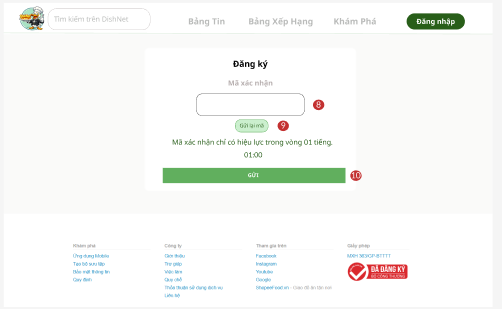 Tìm kiếm trên DishNet
Bảng Tin
Bảng Xếp Hạng
Khám Phá
Đăng nhập
Đăng ký
Mã xác nhận
8
Gửi lại mã
9
Mã xác nhận chỉ có hiệu lực trong vòng 01 tiếng.
01:00
GỬI
10
Khám phá
Công ty
Tham gia trên
Giấy phép
Ứng dụng Mobile
Giới thiệu
Facebook
MXH 363/GP-BTTTT
Tạo bộ sưu tập
Trợ giúp
Instagram
ĐÃ ĐĂNG KÝ
Bảo mật thông tin
Việc làm
Youtube
BỘ CÔNG THƯƠNG
Quy định
Quy chế
Google
Thỏa thuận sử dụng dịch vụ
ShopeeFood.vn - Giao đồ ăn tận nơi
Liên hệ